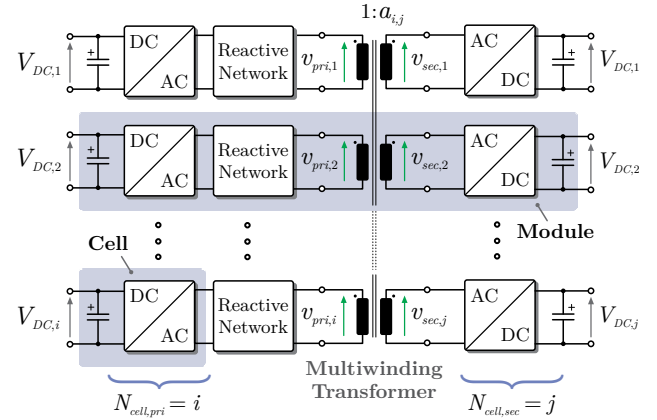 1:a_{i,j}
V_{DC,1} + DC AC Reactive Network v_{pri,1} v_{sec,1} AC DC + V_{DC,1}
V_{DC,2} + DC AC Reactive Network v_{pri,2} v_{sec,2} AC DC + V_{DC,2}
Module
Cell
V_{DC,i} + DC AC Reactive Network v_{pri,i} v_{sec,j} AC DC + V_{DC,j}
Multiwinding
Transformer
N_{cell,pri} = i
N_{cell,sec} = j